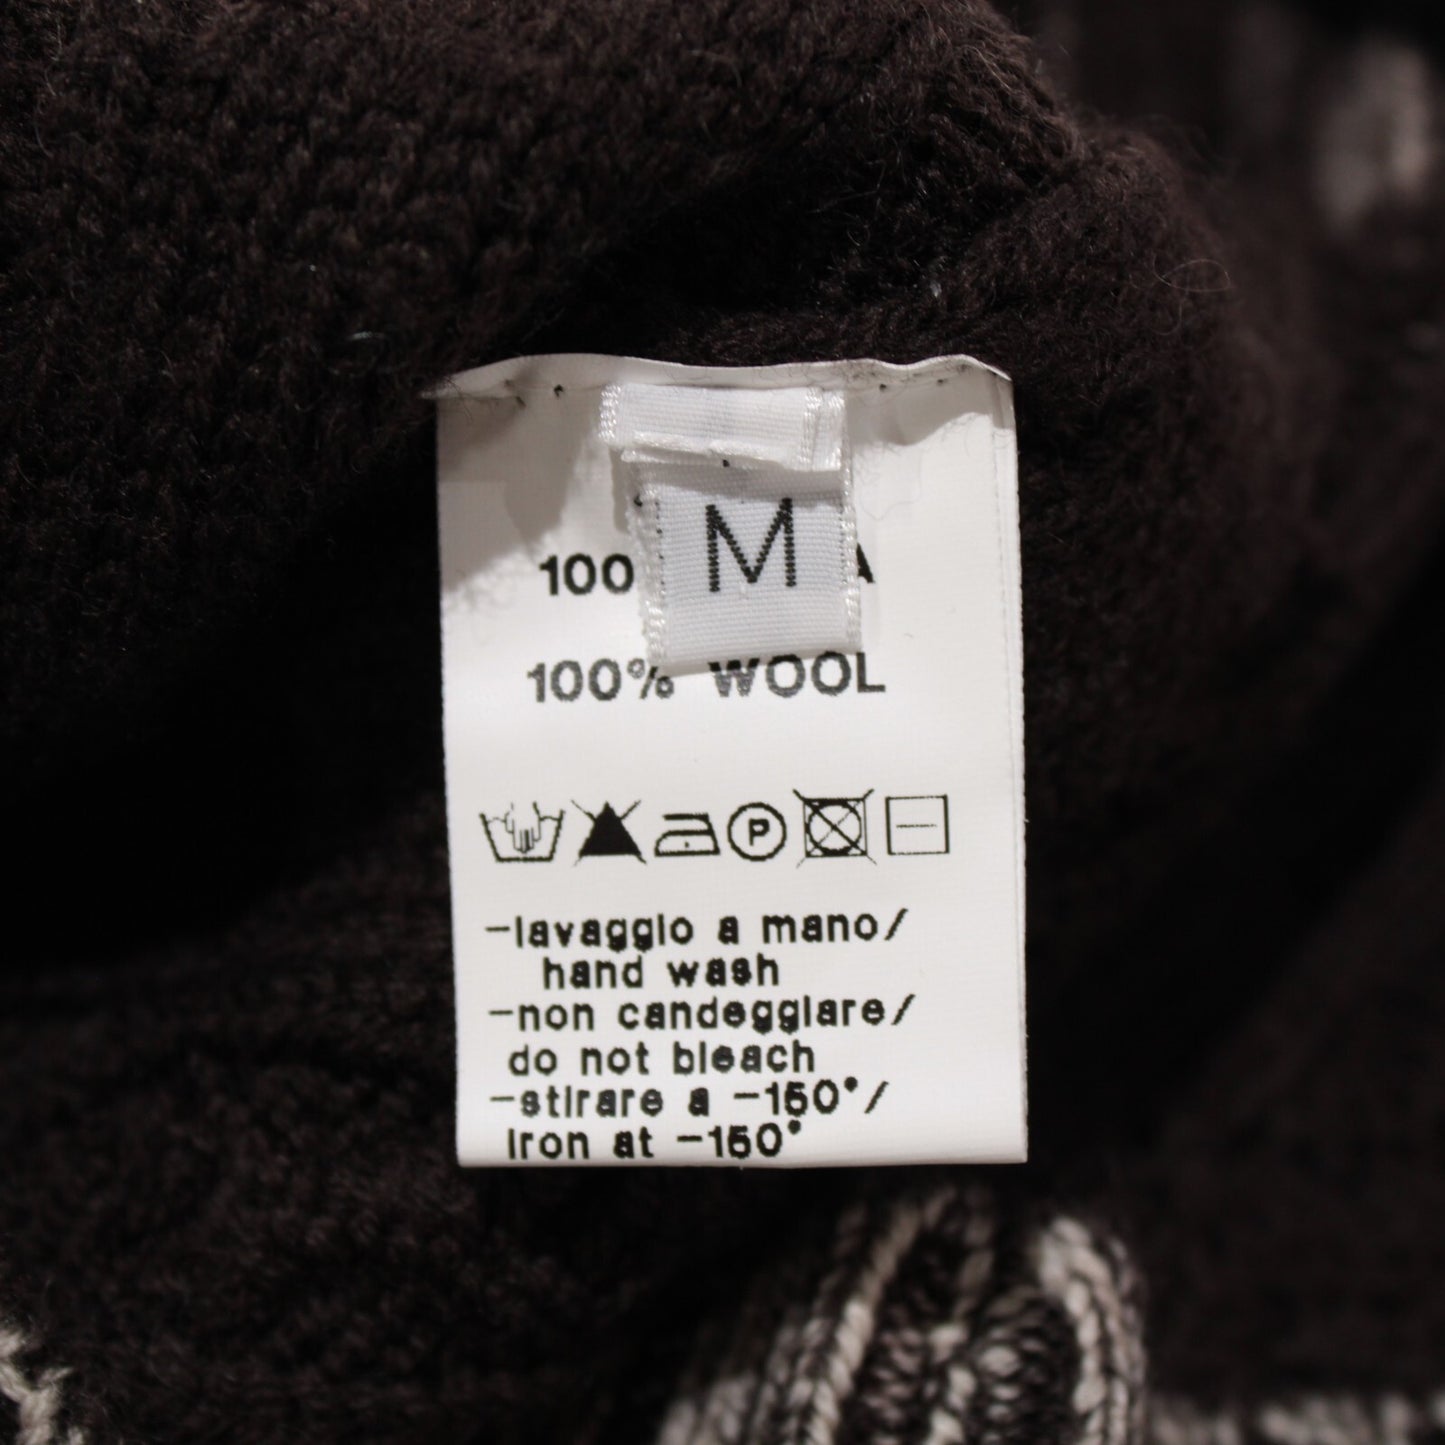 M
100
100% WOOL
P
-lavaggio a mano/
hand wash
-non candeggiare/
do not bleach
-stirare a -150°/
iron at -150°